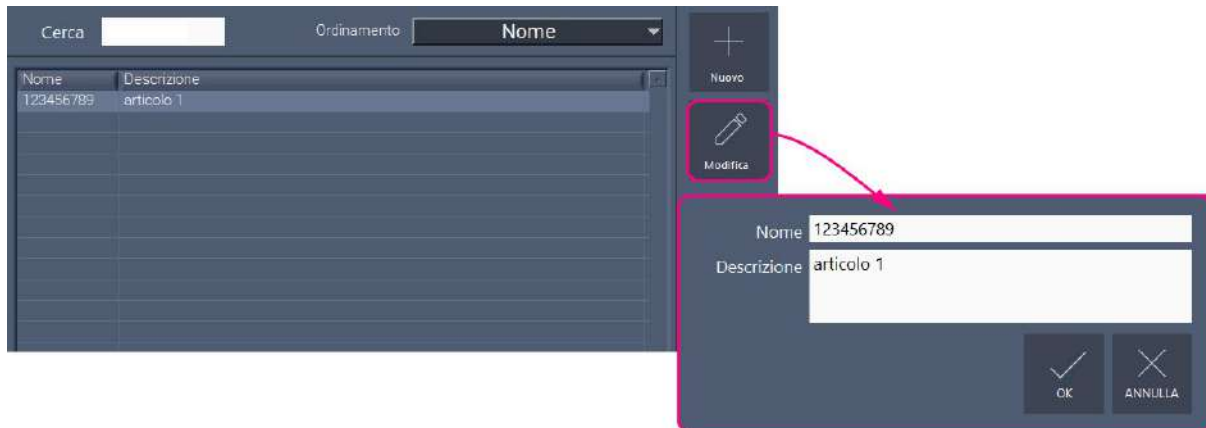 Cerca Ordinamento Nome
Nuovo
Nome Descrizione
123456789 articolo 1
Modifica
Nome 123456789
Descrizione articolo 1
OK ANNULLA